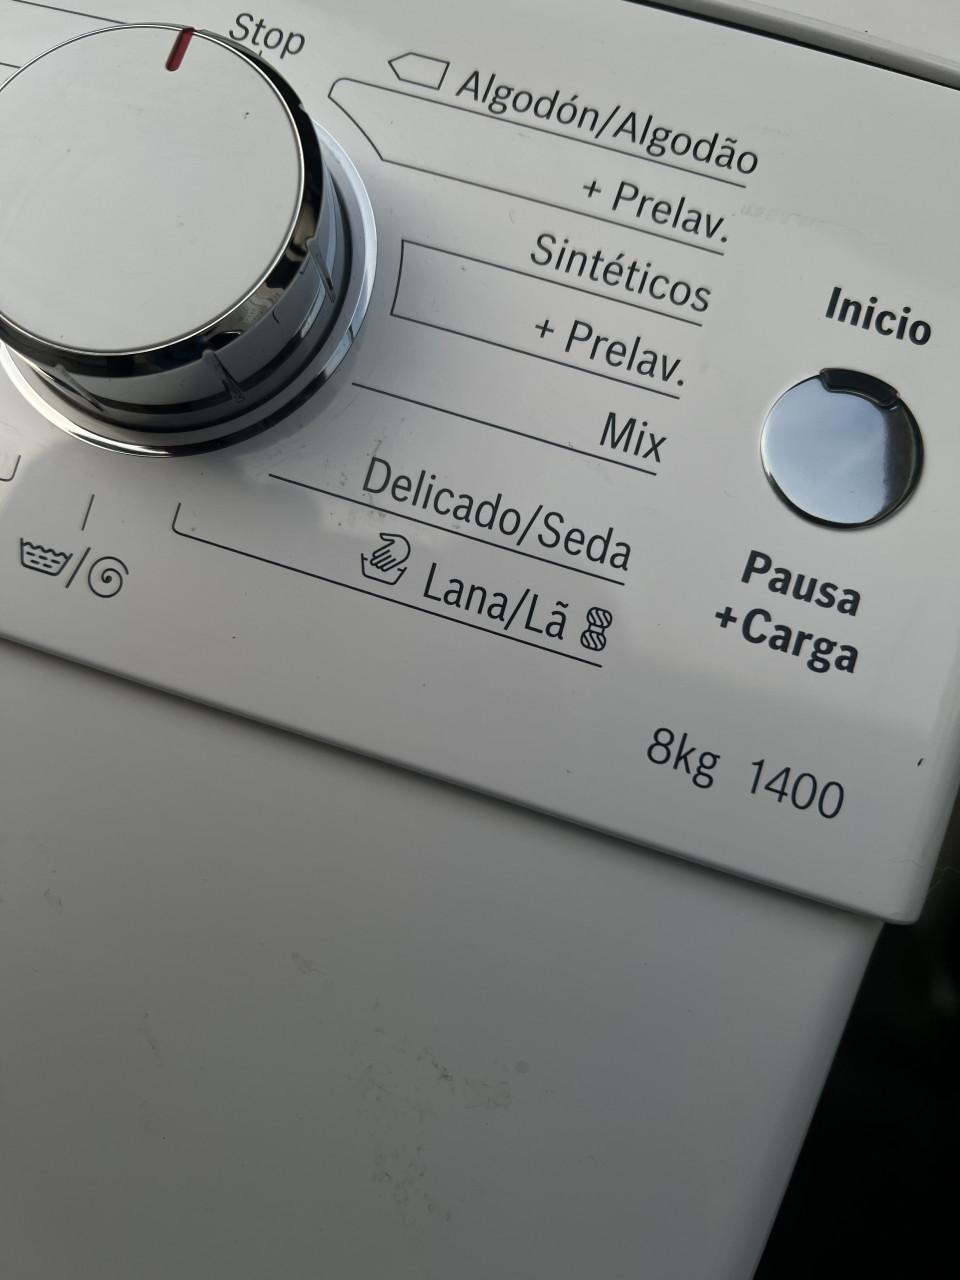 Stop
Algodón/Algodão
+ Prelav.
Sintéticos
+ Prelav.
Mix
Delicado/Seda
Lana/Lã
Inicio
Pausa
+Carga
8kg 1400